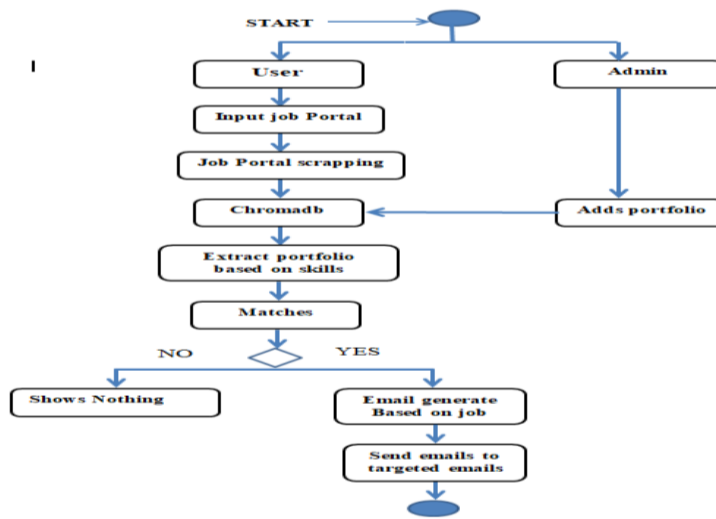 START
User
Admin
Input job Portal
Job Portal scrapping
Chromadb
Adds portfolio
Extract portfolio
based on skills
Matches
NO
YES
Shows Nothing
Email generate
Based on job
Send emails to
targeted emails